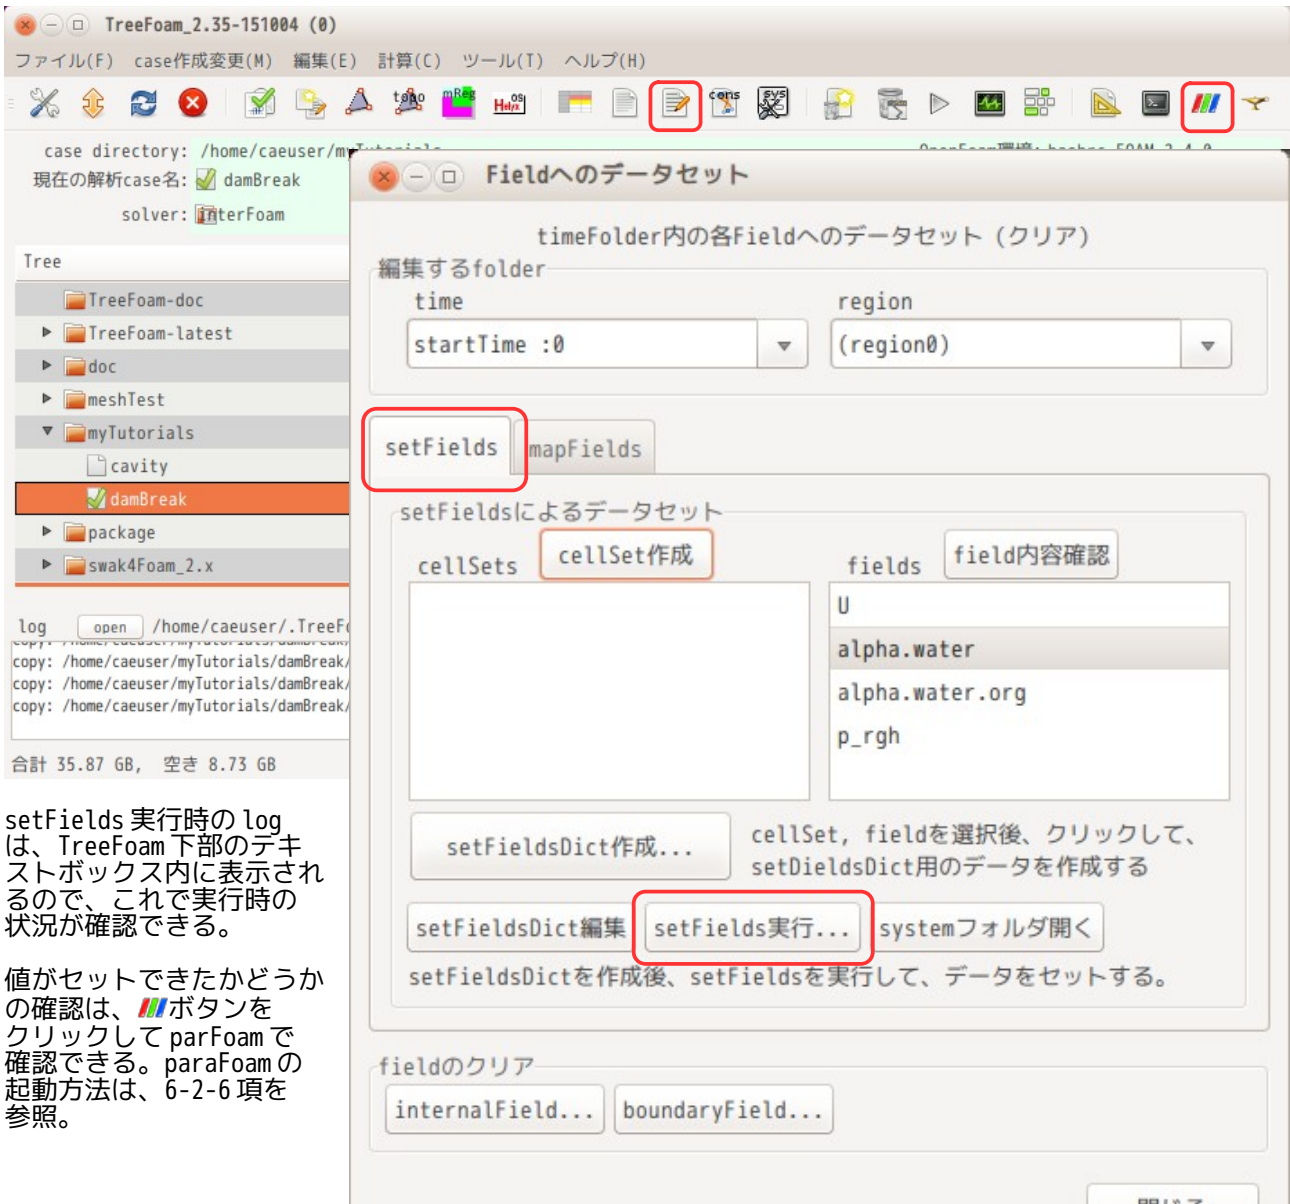 TreeFoam_2.35-151004 (0)
ファイル(F) case作成変更(M) 編集(E) 計算(C) ツール(T) ヘルプ(H)
topo mReg OS Helyx cons sys
case directory: /home/caeuser/myTutorials
現在の解析case名: damBreak
solver: interFoam
Tree
TreeFoam-doc
TreeFoam-latest
doc
meshTest
myTutorials
cavity
damBreak
package
swak4Foam_2.x
log open /home/caeuser/.TreeFo
copy: /home/caeuser/myTutorials/damBreak/
copy: /home/caeuser/myTutorials/damBreak/
copy: /home/caeuser/myTutorials/damBreak/
copy: /home/caeuser/myTutorials/damBreak/
合計 35.87 GB, 空き 8.73 GB
Fieldへのデータセット
timeFolder内の各Fieldへのデータセット (クリア)
編集するfolder
time region
startTime :0 (region0)
setFields mapFields
setFieldsによるデータセット
cellSets cellSet作成 fields field内容確認
U
alpha.water
alpha.water.org
p_rgh
setFieldsDict作成...
cellSet, fieldを選択後、クリックして、
setDieldsDict用のデータを作成する
setFieldsDict編集 setFields実行... systemフォルダ開く
setFieldsDictを作成後、setFieldsを実行して、データをセットする。
fieldのクリア
internalField... boundaryField...
setFields 実行時の log
は、TreeFoam 下部のテキ
ストボックス内に表示され
るので、これで実行時の
状況が確認できる。
値がセットできたかどうか
の確認は、ボタンを
クリックして parFoam で
確認できる。paraFoam の
起動方法は、6-2-6 項を
参照。